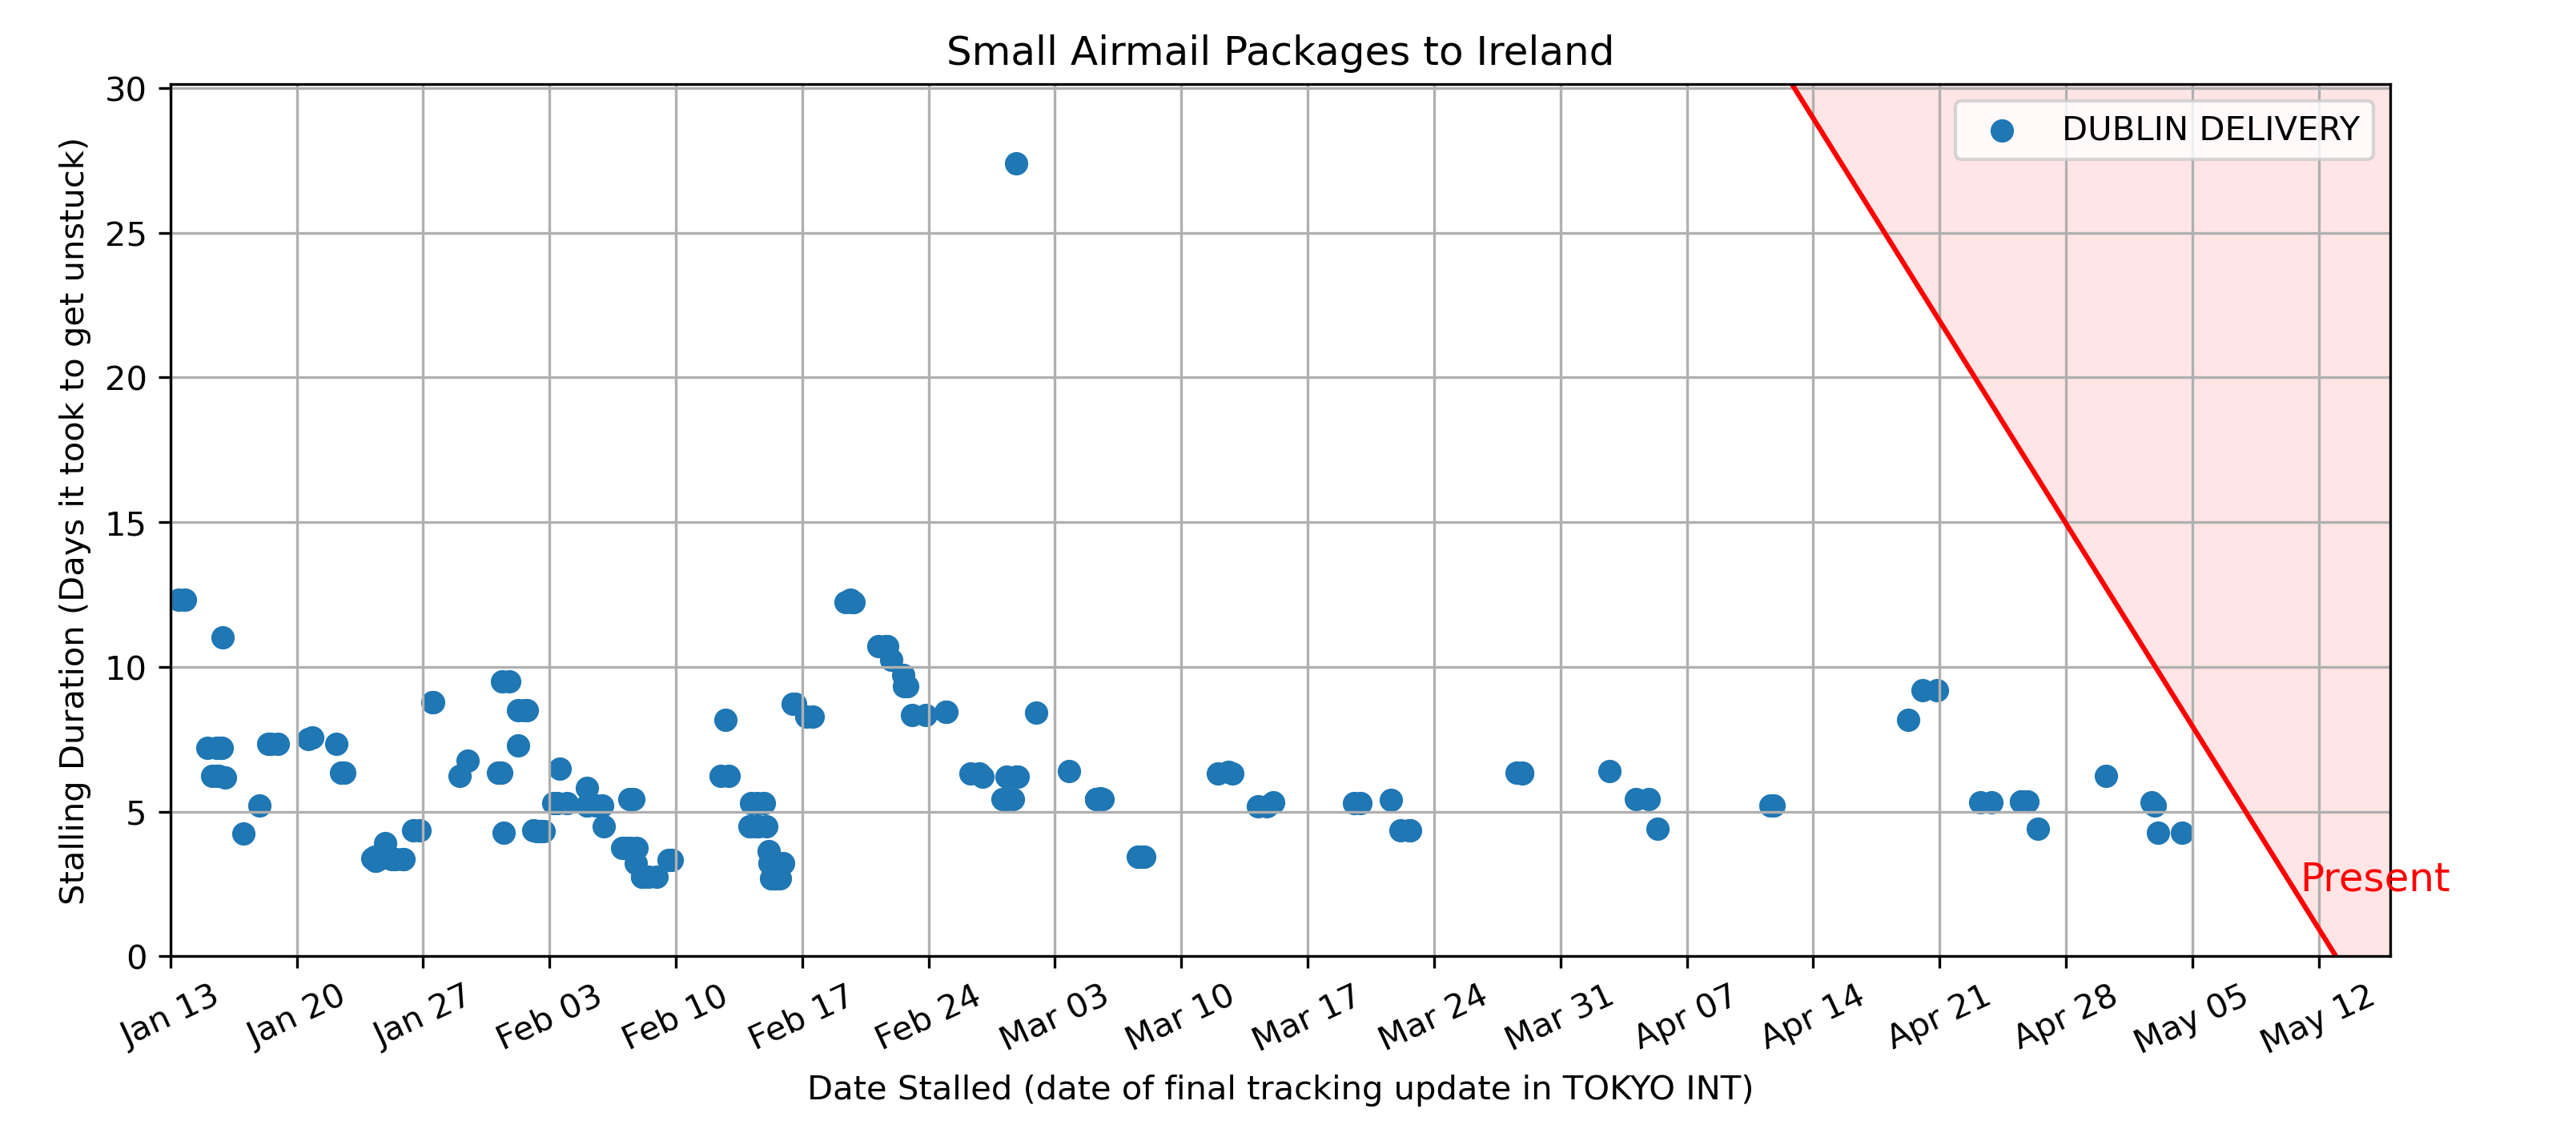 Small Airmail Packages to Ireland
Stalling Duration (Days it took to get unstuck)
30
25
20
15
10
5
0
DUBLIN DELIVERY
Present
Jan 13
Jan 20
Jan 27
Feb 03
Feb 10
Feb 17
Feb 24
Mar 03
Mar 10
Mar 17
Mar 24
Mar 31
Apr 07
Apr 14
Apr 21
Apr 28
May 05
May 12
Date Stalled (date of final tracking update in TOKYO INT)